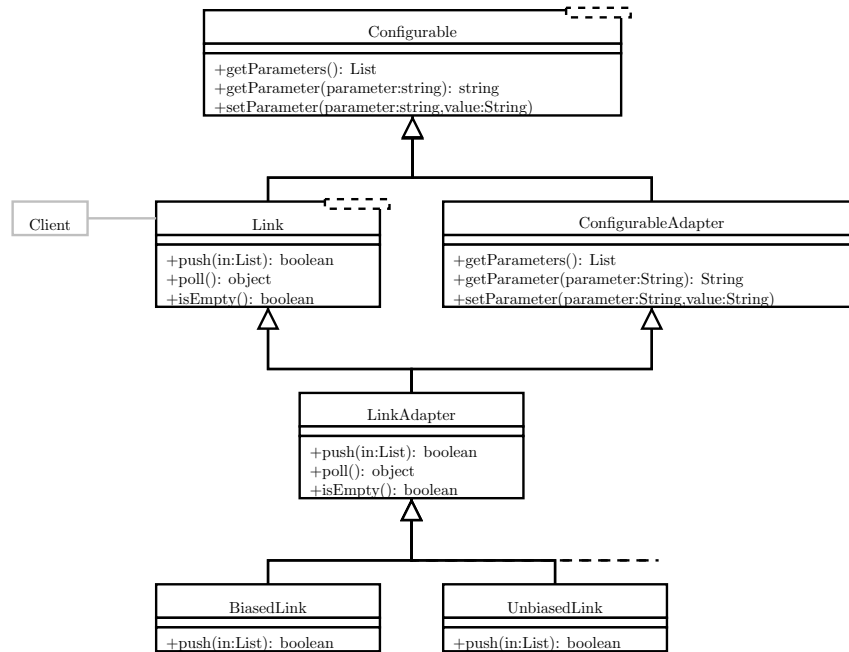 Configurable
+getParameters(): List
+getParameter(parameter:string): string
+setParameter(parameter:string,value:String)
Client
Link
+push(in:List): boolean
+poll(): object
+isEmpty(): boolean
ConfigurableAdapter
+getParameters(): List
+getParameter(parameter:String): String
+setParameter(parameter:String,value:String)
LinkAdapter
+push(in:List): boolean
+poll(): object
+isEmpty(): boolean
BiasedLink
+push(in:List): boolean
UnbiasedLink
+push(in:List): boolean